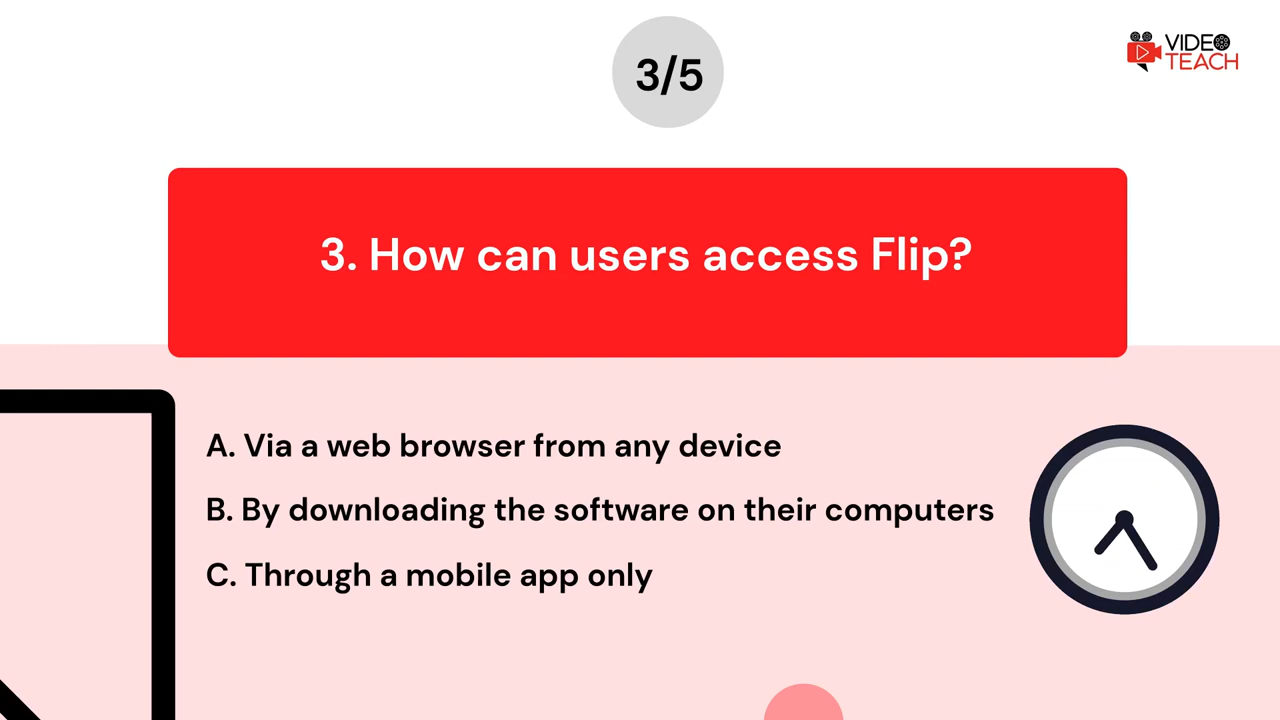 3/5
VIDEO
TEACH
3. How can users access Flip?
A. Via a web browser from any device
B. By downloading the software on their computers
C. Through a mobile app only